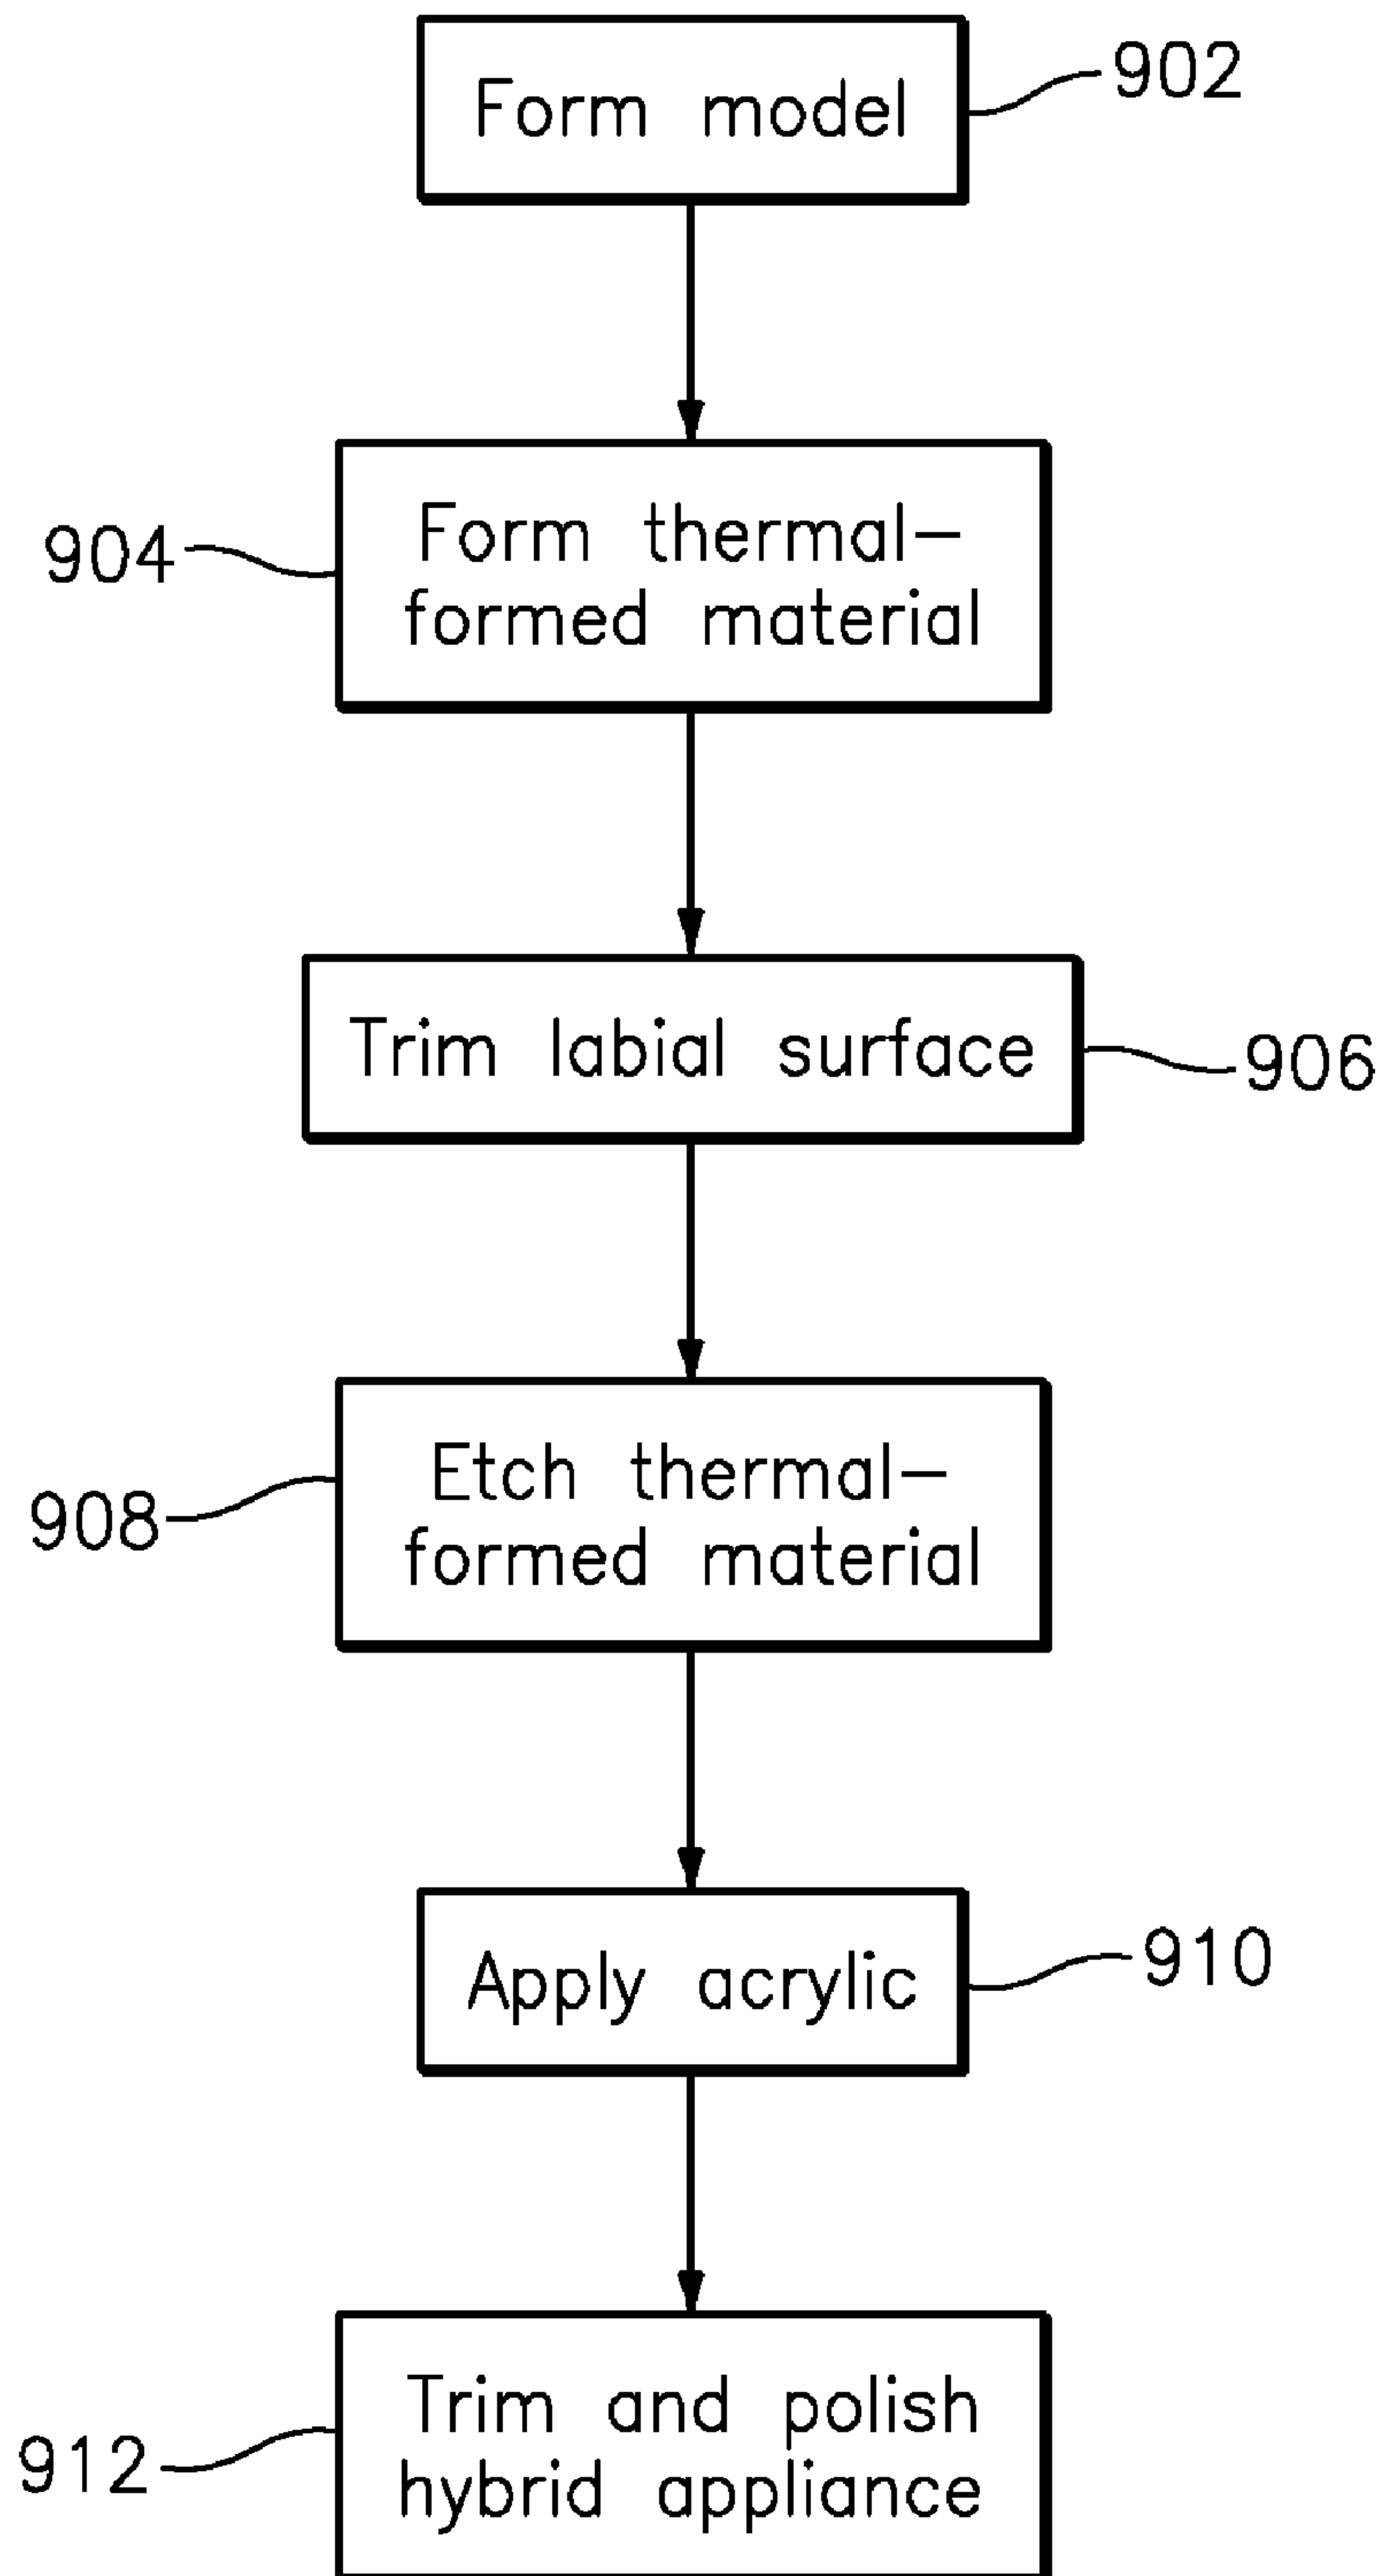 Form model
902
904
Form thermal-
formed material
Trim labial surface
906
908
Etch thermal-
formed material
Apply acrylic
910
912
Trim and polish
hybrid appliance